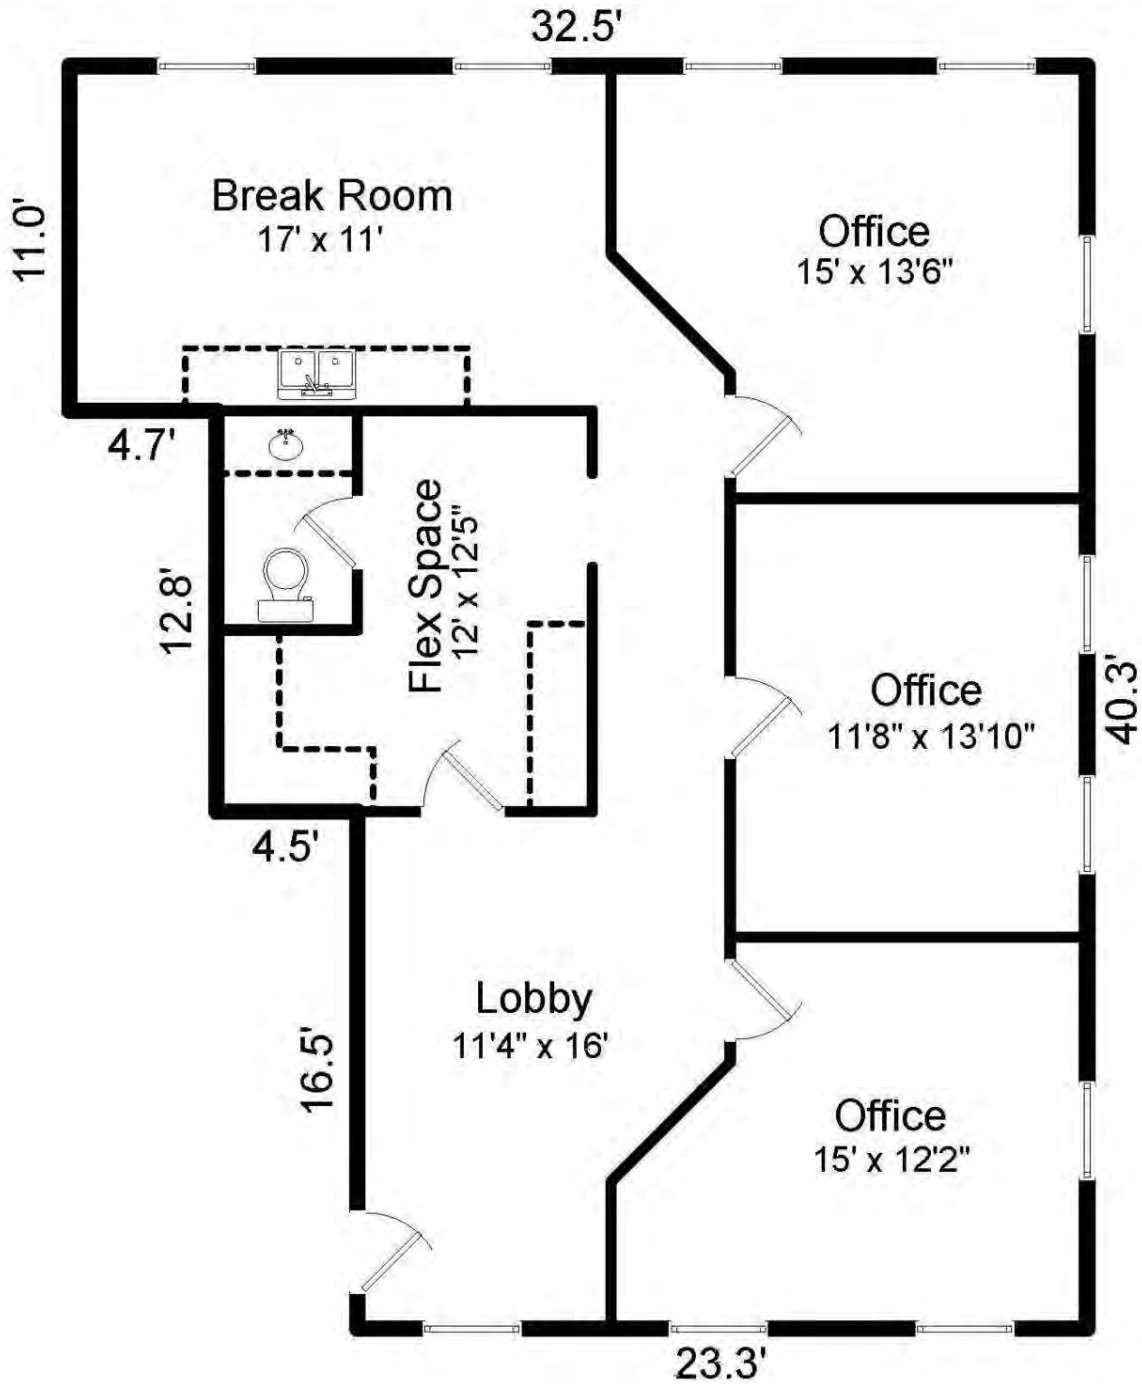 32.5'
11.0'
Break Room
17' x 11'
Office
15' x 13'6"
4.7'
12.8'
Flex Space
12' x 12'5"
Office
11'8" x 13'10"
40.3'
4.5'
16.5'
Lobby
11'4" x 16'
Office
15' x 12'2"
23.3'